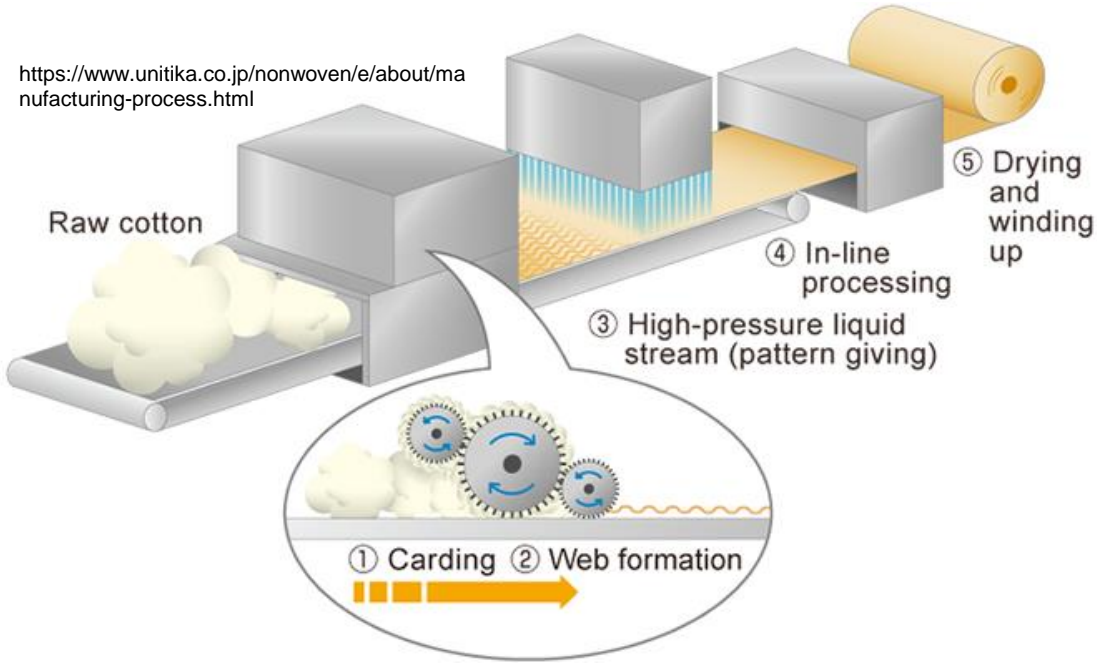 https://www.unitika.co.jp/nonwoven/e/about/ma
nufacturing-process.html
Raw cotton
① Carding
② Web formation
③ High-pressure liquid
stream (pattern giving)
④ In-line
processing
⑤ Drying
and
winding
up